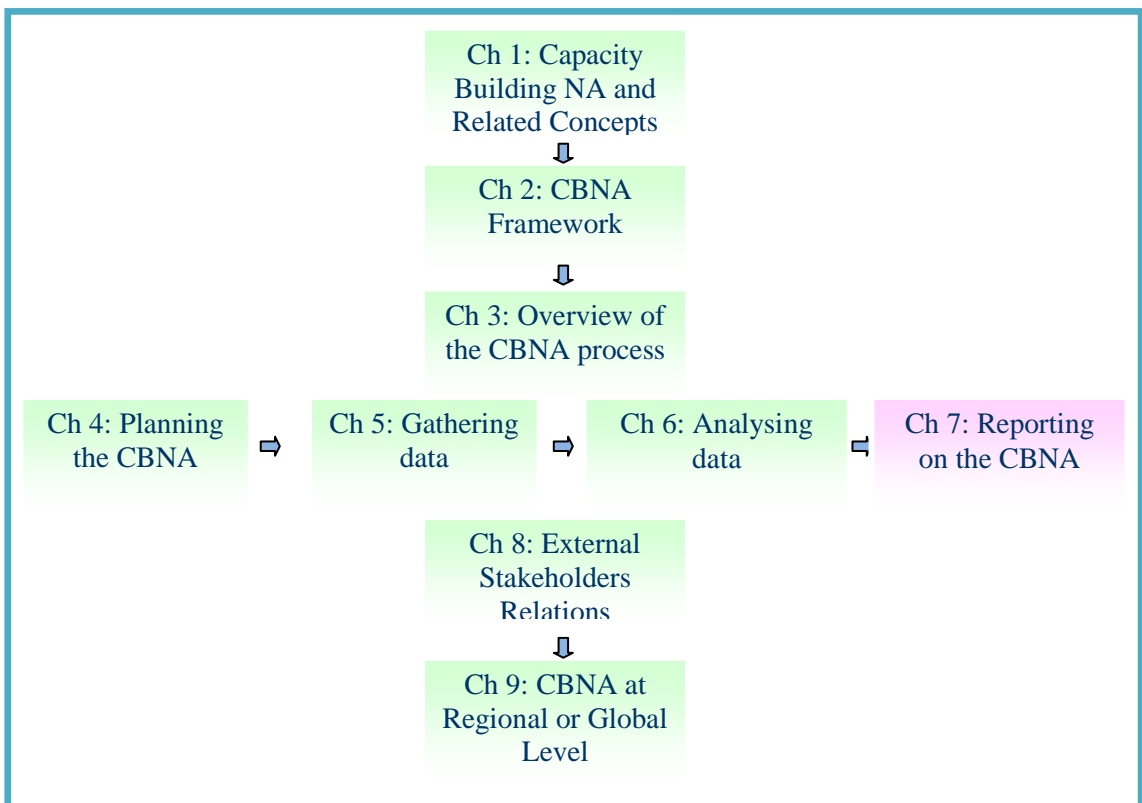 Ch 1: Capacity
Building NA and
Related Concepts
Ch 2: CBNA
Framework
Ch 3: Overview of
the CBNA process
Ch 4: Planning
the CBNA
Ch 5: Gathering
data
Ch 6: Analysing
data
Ch 7: Reporting
on the CBNA
Ch 8: External
Stakeholders
Relations
Ch 9: CBNA at
Regional or Global
Level